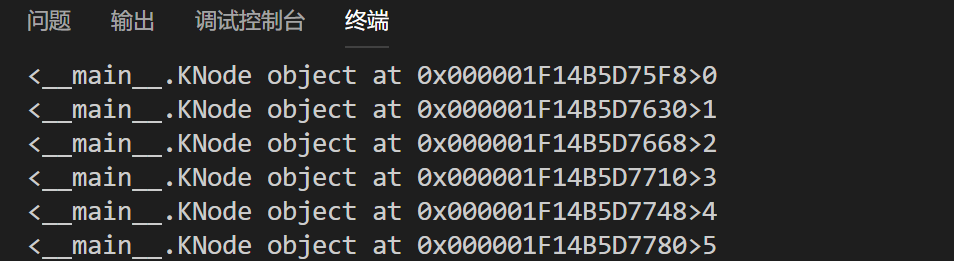 问题 输出 调试控制台 终端
<__main__.KNode object at 0x000001F14B5D75F8>0
<__main__.KNode object at 0x000001F14B5D7630>1
<__main__.KNode object at 0x000001F14B5D7668>2
<__main__.KNode object at 0x000001F14B5D7710>3
<__main__.KNode object at 0x000001F14B5D7748>4
<__main__.KNode object at 0x000001F14B5D7780>5